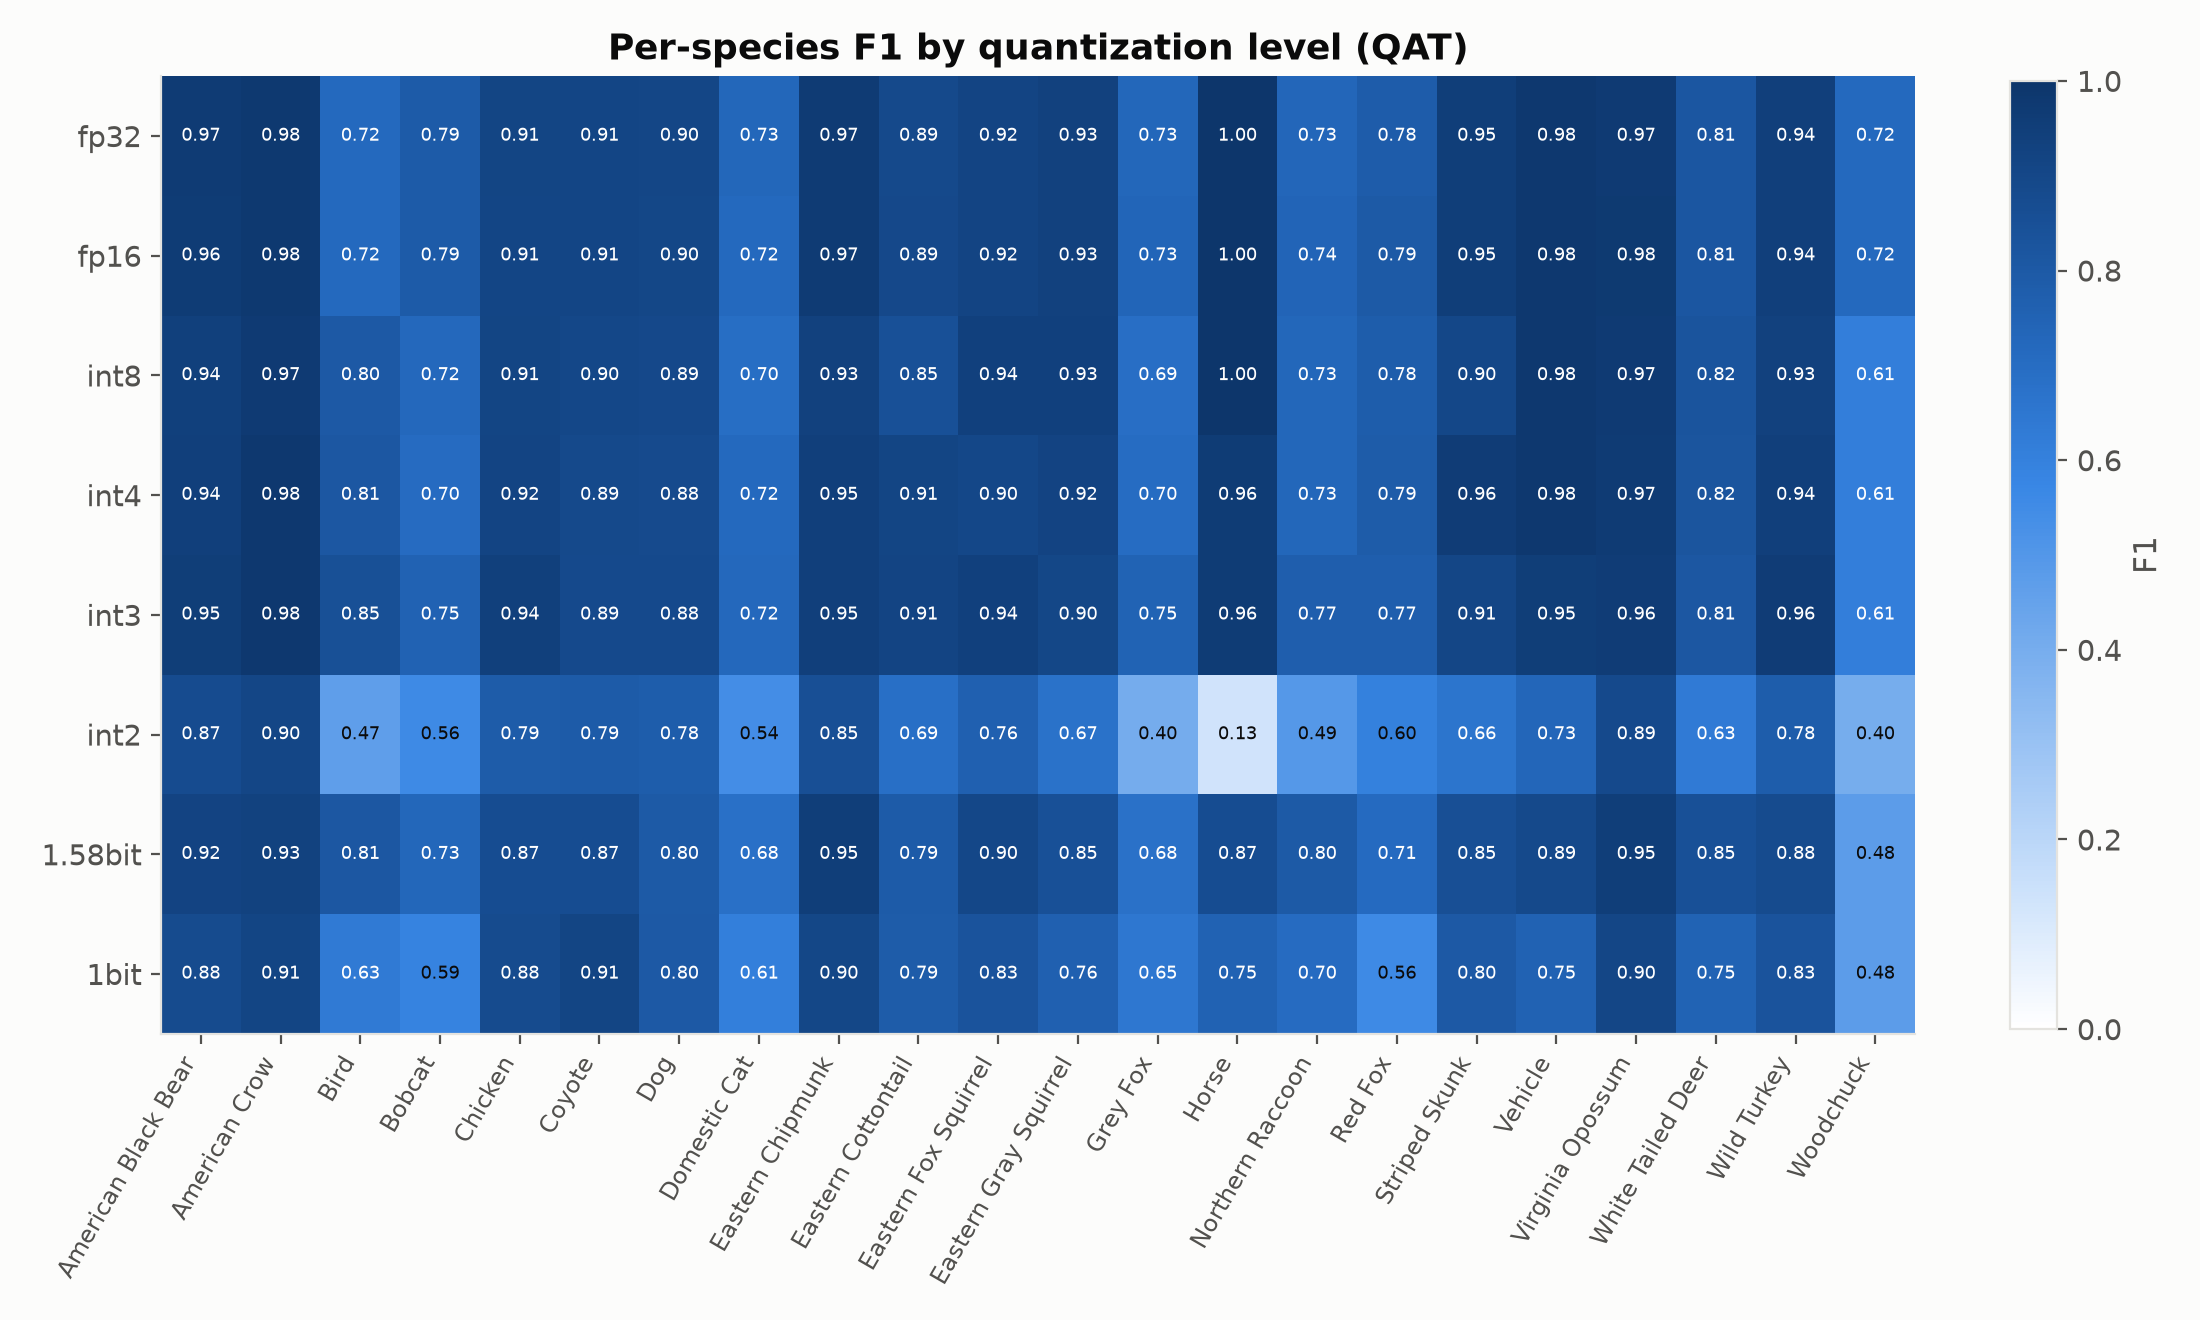 Per-species F1 by quantization level (QAT)
fp32 0.97 0.98 0.72 0.79 0.91 0.91 0.90 0.73 0.97 0.89 0.92 0.93 0.73 1.00 0.73 0.78 0.95 0.98 0.97 0.81 0.94 0.72
fp16 0.96 0.98 0.72 0.79 0.91 0.91 0.90 0.72 0.97 0.89 0.92 0.93 0.73 1.00 0.74 0.79 0.95 0.98 0.98 0.81 0.94 0.72
int8 0.94 0.97 0.80 0.72 0.91 0.90 0.89 0.70 0.93 0.85 0.94 0.93 0.69 1.00 0.73 0.78 0.90 0.98 0.97 0.82 0.93 0.61
int4 0.94 0.98 0.81 0.70 0.92 0.89 0.88 0.72 0.95 0.91 0.90 0.92 0.70 0.96 0.73 0.79 0.96 0.98 0.97 0.82 0.94 0.61
int3 0.95 0.98 0.85 0.75 0.94 0.89 0.88 0.72 0.95 0.91 0.94 0.90 0.75 0.96 0.77 0.77 0.91 0.95 0.96 0.81 0.96 0.61
int2 0.87 0.90 0.47 0.56 0.79 0.79 0.78 0.54 0.85 0.69 0.76 0.67 0.40 0.13 0.49 0.60 0.66 0.73 0.89 0.63 0.78 0.40
1.58bit 0.92 0.93 0.81 0.73 0.87 0.87 0.80 0.68 0.95 0.79 0.90 0.85 0.68 0.87 0.80 0.71 0.85 0.89 0.95 0.85 0.88 0.48
1bit 0.88 0.91 0.63 0.59 0.88 0.91 0.80 0.61 0.90 0.79 0.83 0.76 0.65 0.75 0.70 0.56 0.80 0.75 0.90 0.75 0.83 0.48
American Black Bear
American Crow
Bird
Bobcat
Chicken
Coyote
Dog
Domestic Cat
Eastern Chipmunk
Eastern Cottontail
Eastern Fox Squirrel
Eastern Gray Squirrel
Grey Fox
Horse
Northern Raccoon
Red Fox
Striped Skunk
Vehicle
Virginia Opossum
White Tailed Deer
Wild Turkey
Woodchuck
1.0
0.8
0.6
0.4
0.2
0.0
F1